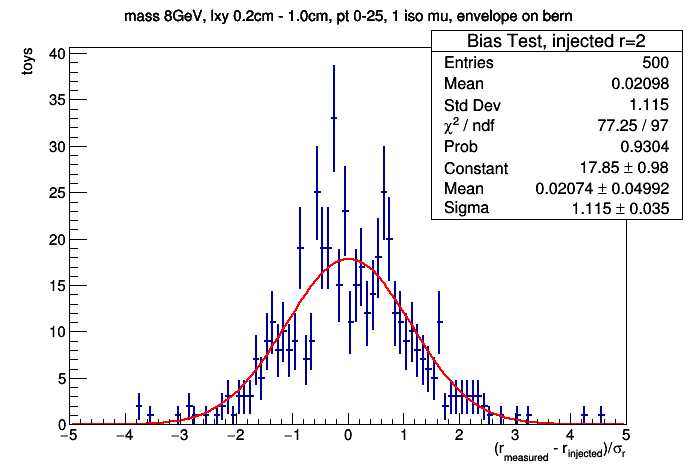 mass 8GeV, lxy 0.2cm - 1.0cm, pt 0-25, 1 iso mu, envelope on bern
Bias Test, injected r=2
Entries 500
Mean 0.02098
Std Dev 1.115
χ² / ndf 77.25 / 97
Prob 0.9304
Constant 17.85 ± 0.98
Mean 0.02074 ± 0.04992
Sigma 1.115 ± 0.035
toys
40
35
30
25
20
15
10
5
0
−5 −4 −3 −2 −1 0 1 2 3 4 5
(r_measured - r_injected)/σ_r